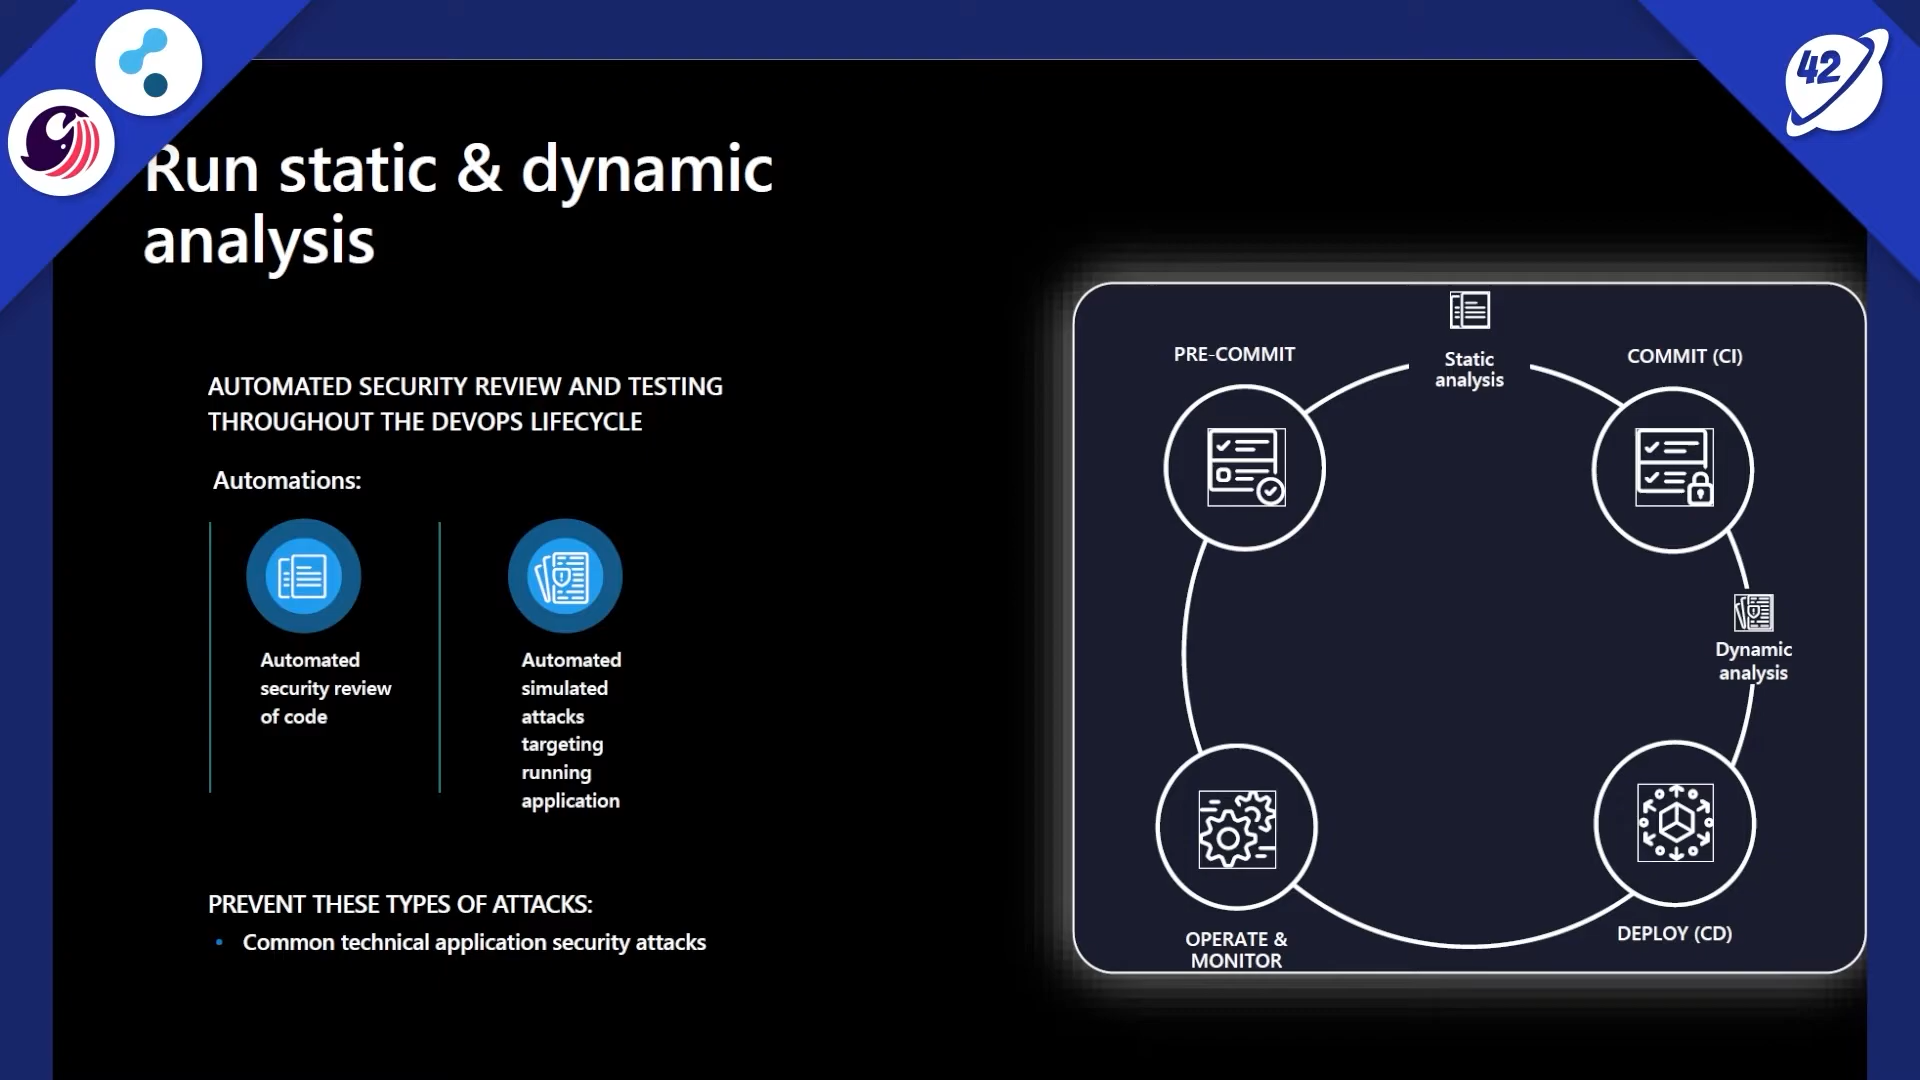 42
Run static & dynamic
analysis
AUTOMATED SECURITY REVIEW AND TESTING
THROUGHOUT THE DEVOPS LIFECYCLE
Automations:
Automated
security review
of code
Automated
simulated
attacks
targeting
running
application
PREVENT THESE TYPES OF ATTACKS:
• Common technical application security attacks
PRE-COMMIT
Static
analysis
COMMIT (CI)
Dynamic
analysis
OPERATE &
MONITOR
DEPLOY (CD)